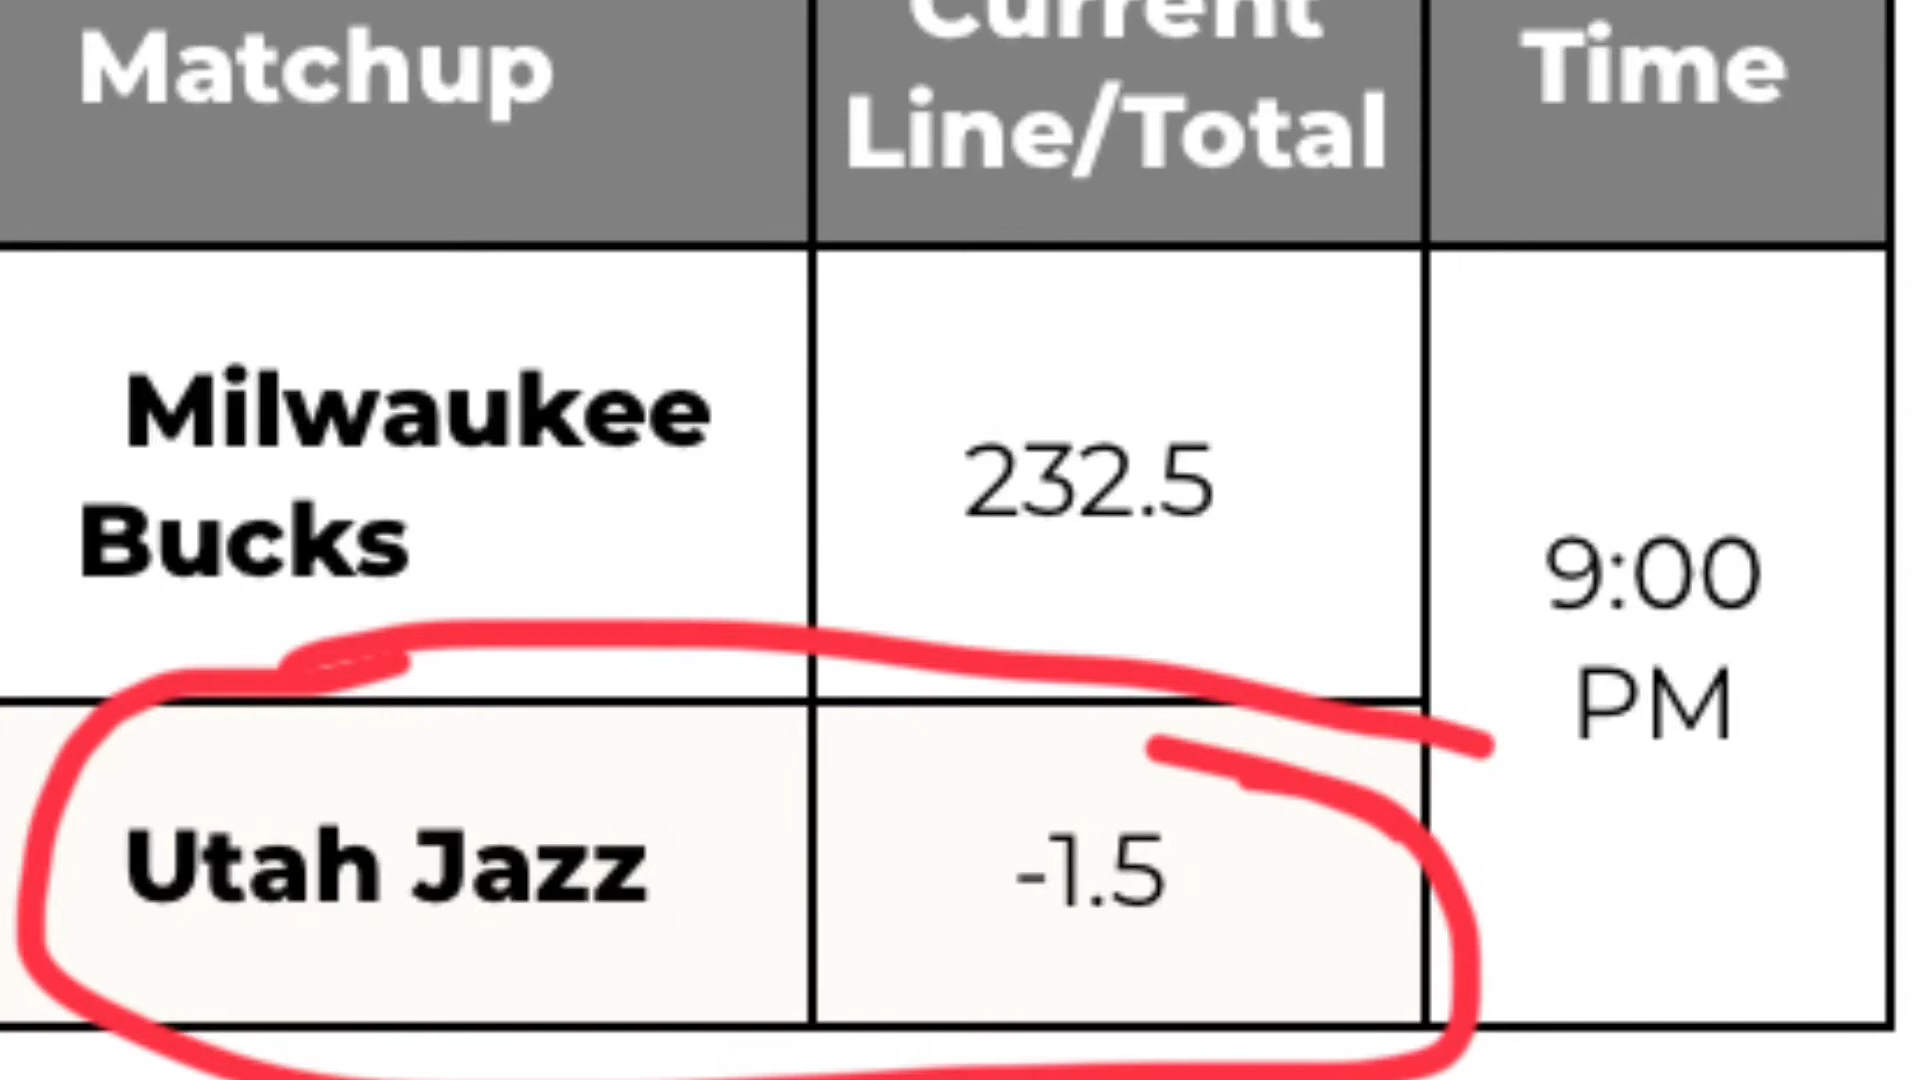 Matchup
Current
Line/Total
Time
Milwaukee
Bucks
232.5
9:00
PM
Utah Jazz
-1.5